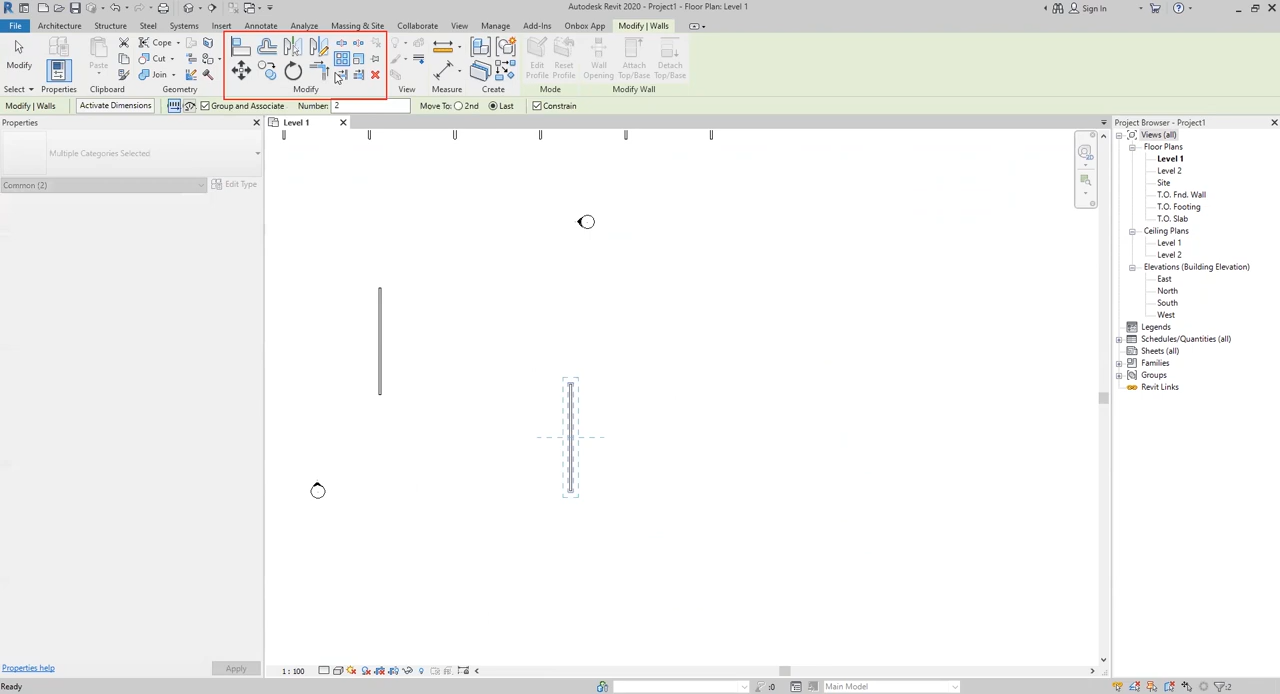 Autodesk Revit 2020 - Project1 - Floor Plan: Level 1
Sign In
File Architecture Structure Steel Systems Insert Annotate Analyze Massing & Site Collaborate View Manage Add-Ins Onbox App Modify | Walls
Modify
Paste
Cope
Cut
Join
Edit Profile
Reset Profile
Wall Opening
Attach Top/Base
Detach Top/Base
Select Properties Clipboard Geometry Modify View Measure Create Mode Modify Wall
Modify | Walls Activate Dimensions Group and Associate Number: 2 Move To: 2nd Last Constrain
Properties
Level 1
Project Browser - Project1
Multiple Categories Selected
Common (2) Edit Type
Views (all)
Floor Plans
Level 1
Level 2
Site
T.O. Fnd. Wall
T.O. Footing
T.O. Slab
Ceiling Plans
Level 1
Level 2
Elevations (Building Elevation)
East
North
South
West
Legends
Schedules/Quantities (all)
Sheets (all)
Families
Groups
Revit Links
Properties help Apply
1 : 100
Ready
:0
Main Model
:2